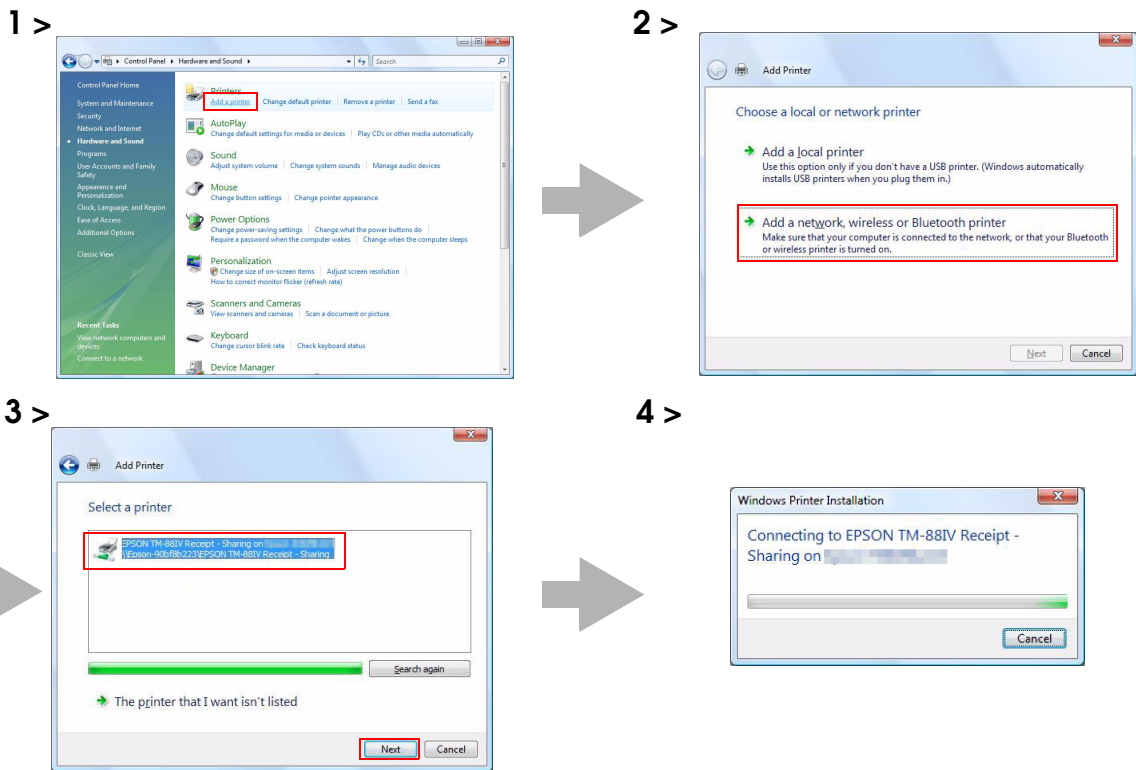 1 >
Control Panel ▸ Hardware and Sound ▸
Search
Control Panel Home
System and Maintenance
Security
Network and Internet
Hardware and Sound
Programs
User Accounts and Family
Safety
Appearance and
Personalization
Clock, Language, and Region
Ease of Access
Additional Options
Classic View
Recent Tasks
View network computers and
devices
Connect to a network
Printers
Add a printer Change default printer Remove a printer Send a fax
AutoPlay
Change default settings for media or devices Play CDs or other media automatically
Sound
Adjust system volume Change system sounds Manage audio devices
Mouse
Change button settings Change pointer appearance
Power Options
Change power-saving settings Change what the power buttons do
Require a password when the computer wakes Change when the computer sleeps
Personalization
Change size of on-screen items Adjust screen resolution
How to correct monitor flicker (refresh rate)
Scanners and Cameras
View scanners and cameras Scan a document or picture
Keyboard
Change cursor blink rate Check keyboard status
Device Manager
2 >
Add Printer
Choose a local or network printer
Add a local printer
Use this option only if you don't have a USB printer. (Windows automatically
installs USB printers when you plug them in.)
Add a network, wireless or Bluetooth printer
Make sure that your computer is connected to the network, or that your Bluetooth
or wireless printer is turned on.
Next Cancel
3 >
Add Printer
Select a printer
EPSON TM-88IV Receipt - Sharing on
\\Epson-90bf8b223\EPSON TM-88IV Receipt - Sharing
Search again
The printer that I want isn't listed
Next Cancel
4 >
Windows Printer Installation
Connecting to EPSON TM-88IV Receipt -
Sharing on
Cancel